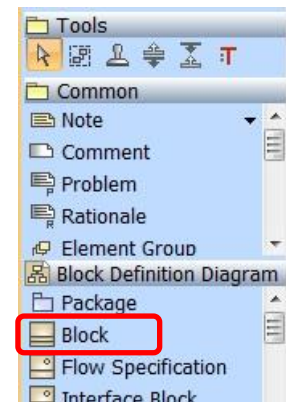 Tools
:T
Common
Note
Comment
Problem
Rationale
Element Group
Block Definition Diagram
Package
Block
Flow Specification
Interface Block